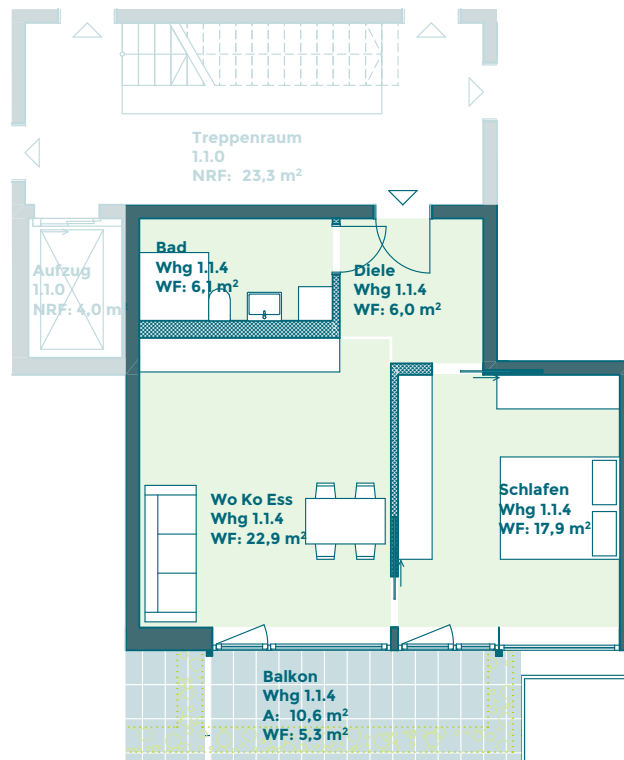 Treppenraum
1.1.0
NRF: 23,3 m²
Bad
Whg 1.1.4
WF: 6,1 m²
Diele
Whg 1.1.4
WF: 6,0 m²
Aufzug
1.1.0
NRF: 4,0 m²
Wo Ko Ess
Whg 1.1.4
WF: 22,9 m²
Schlafen
Whg 1.1.4
WF: 17,9 m²
Balkon
Whg 1.1.4
A: 10,6 m²
WF: 5,3 m²